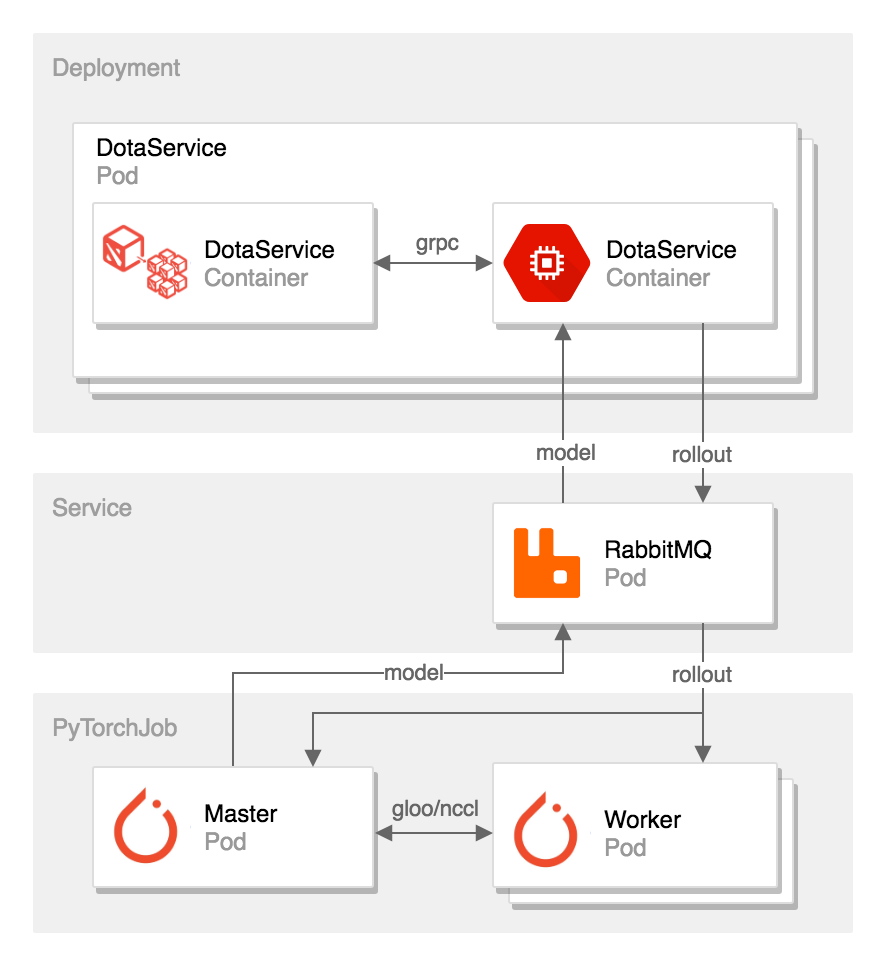 Deployment
DotaService
Pod
DotaService
Container
grpc
DotaService
Container
model
rollout
Service
RabbitMQ
Pod
model
rollout
PyTorchJob
Master
Pod
gloo/nccl
Worker
Pod